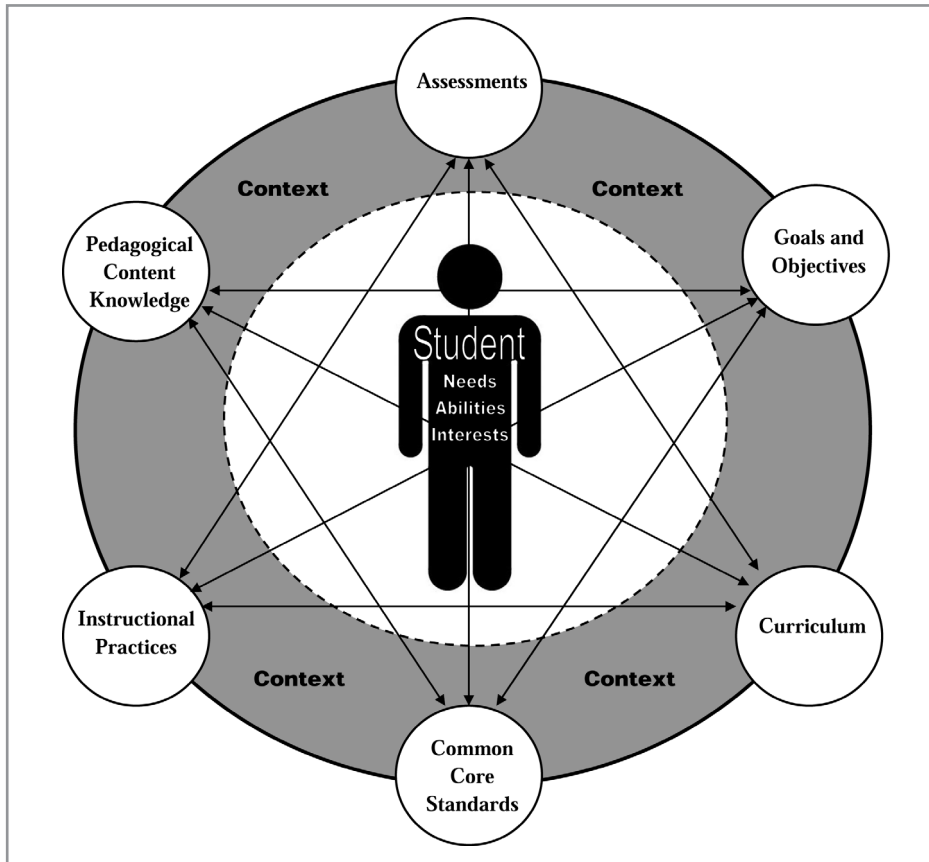 Assessments
Context
Context
Pedagogical
Content
Knowledge
Goals and
Objectives
Student
Needs
Abilities
Interests
Instructional
Practices
Curriculum
Context
Context
Common
Core
Standards